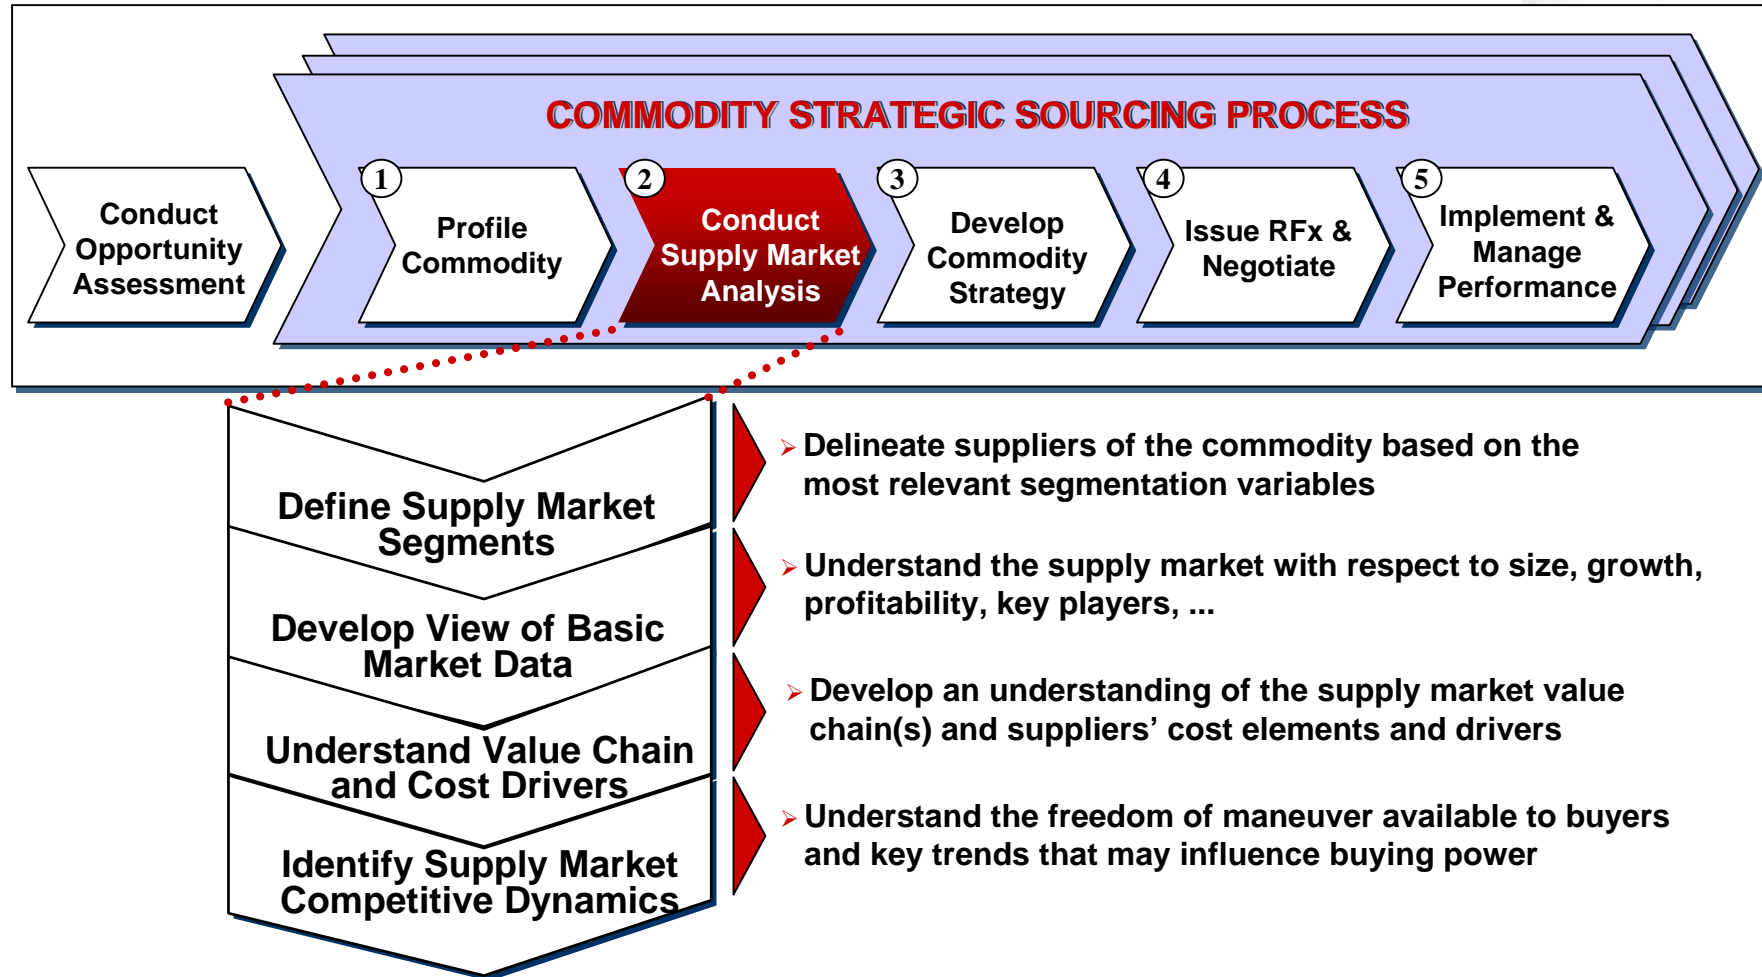 COMMODITY STRATEGIC SOURCING PROCESS
Conduct
Opportunity
Assessment
1
Profile
Commodity
2
Conduct
Supply Market
Analysis
3
Develop
Commodity
Strategy
4
Issue RFx &
Negotiate
5
Implement &
Manage
Performance
Define Supply Market
Segments
➢ Delineate suppliers of the commodity based on the
most relevant segmentation variables
Develop View of Basic
Market Data
➢ Understand the supply market with respect to size, growth,
profitability, key players, ...
Understand Value Chain
and Cost Drivers
➢ Develop an understanding of the supply market value
chain(s) and suppliers’ cost elements and drivers
Identify Supply Market
Competitive Dynamics
➢ Understand the freedom of maneuver available to buyers
and key trends that may influence buying power